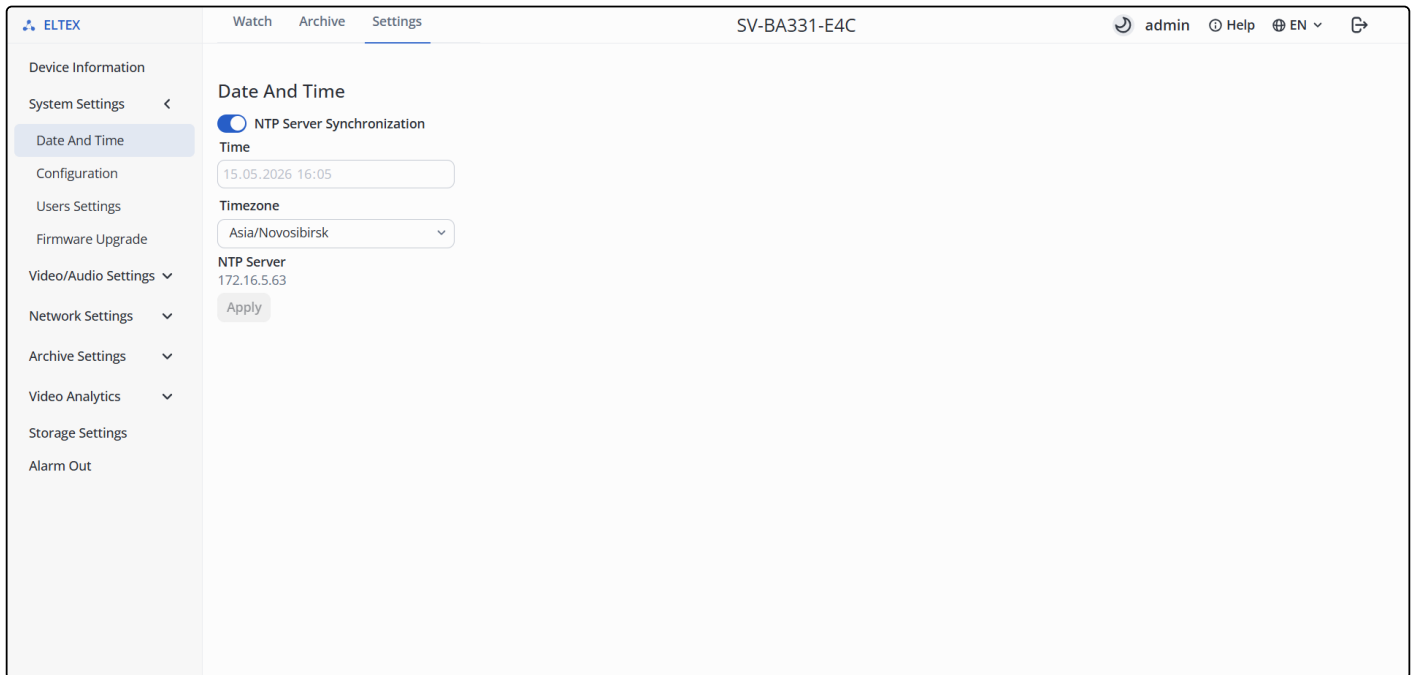 ELTEX
Watch Archive Settings
SV-BA331-E4C
admin Help EN
Device Information
System Settings
Date And Time
Configuration
Users Settings
Firmware Upgrade
Video/Audio Settings
Network Settings
Archive Settings
Video Analytics
Storage Settings
Alarm Out
Date And Time
NTP Server Synchronization
Time
15.05.2026 16:05
Timezone
Asia/Novosibirsk
NTP Server
172.16.5.63
Apply